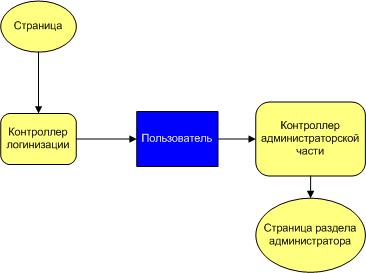 Страница
Контроллер
логинизации
Пользователь
Контроллер
администраторской
части
Страница раздела
администратора